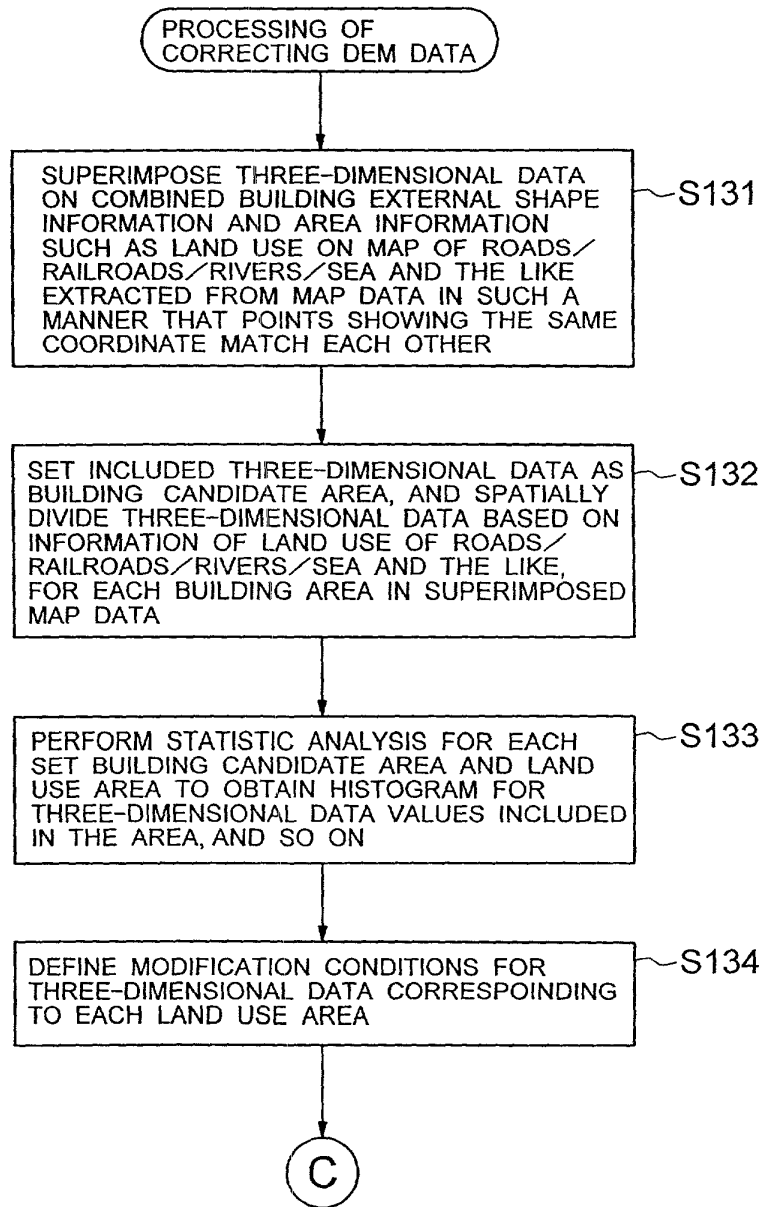 PROCESSING OF
CORRECTING DEM DATA
SUPERIMPOSE THREE-DIMENSIONAL DATA
ON COMBINED BUILDING EXTERNAL SHAPE
INFORMATION AND AREA INFORMATION
SUCH AS LAND USE ON MAP OF ROADS/
RAILROADS/RIVERS/SEA AND THE LIKE
EXTRACTED FROM MAP DATA IN SUCH A
MANNER THAT POINTS SHOWING THE SAME
COORDINATE MATCH EACH OTHER
S131
SET INCLUDED THREE-DIMENSIONAL DATA AS
BUILDING CANDIDATE AREA, AND SPATIALLY
DIVIDE THREE-DIMENSIONAL DATA BASED ON
INFORMATION OF LAND USE OF ROADS/
RAILROADS/RIVERS/SEA AND THE LIKE,
FOR EACH BUILDING AREA IN SUPERIMPOSED
MAP DATA
S132
PERFORM STATISTIC ANALYSIS FOR EACH
SET BUILDING CANDIDATE AREA AND LAND
USE AREA TO OBTAIN HISTOGRAM FOR
THREE-DIMENSIONAL DATA VALUES INCLUDED
IN THE AREA, AND SO ON
S133
DEFINE MODIFICATION CONDITIONS FOR
THREE-DIMENSIONAL DATA CORRESPOINDING
TO EACH LAND USE AREA
S134
C